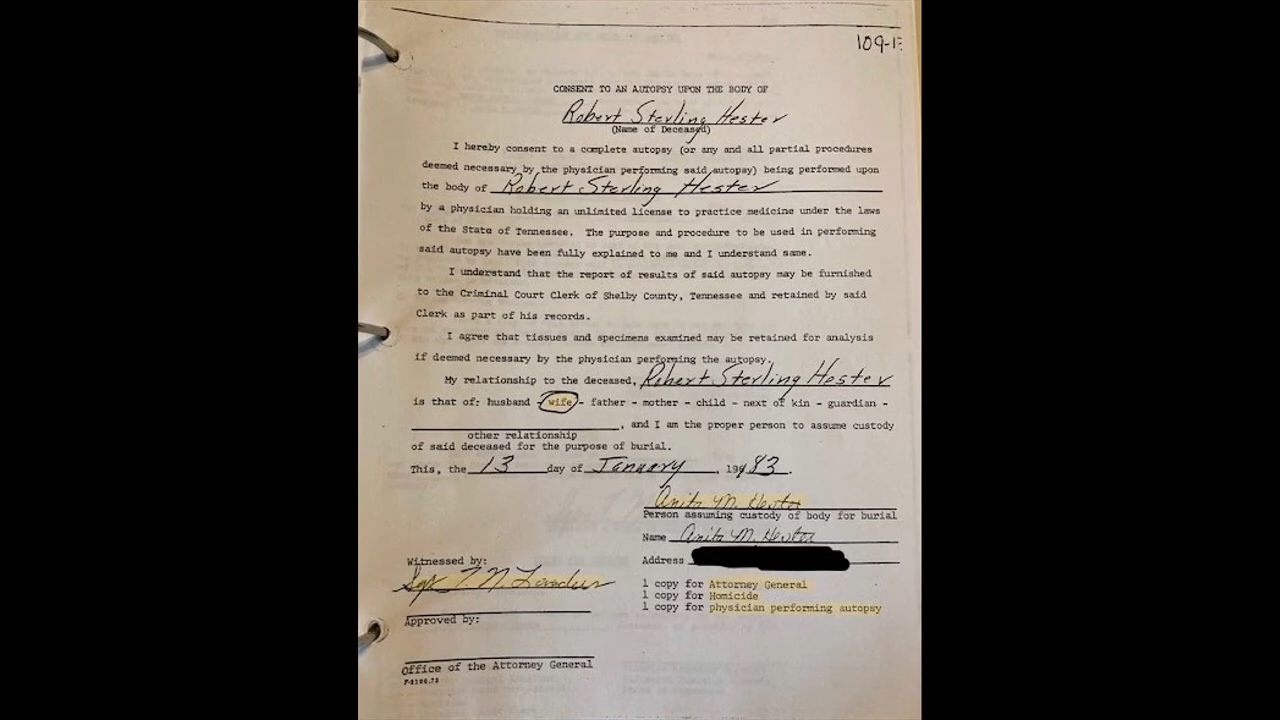 109-1
CONSENT TO AN AUTOPSY UPON THE BODY OF
Robert Sterling Hester
(Name of Deceased)
I hereby consent to a complete autopsy (or any and all partial procedures
deemed necessary by the physician performing said autopsy) being performed upon
the body of Robert Sterling Hester
by a physician holding an unlimited license to practice medicine under the laws
of the State of Tennessee. The purpose and procedure to be used in performing
said autopsy have been fully explained to me and I understand same.
I understand that the report of results of said autopsy may be furnished
to the Criminal Court Clerk of Shelby County, Tennessee and retained by said
Clerk as part of his records.
I agree that tissues and specimens examined may be retained for analysis
if deemed necessary by the physician performing the autopsy.
My relationship to the deceased, Robert Sterling Hester
is that of: husband - wife - father - mother - child - next of kin - guardian -
, and I am the proper person to assume custody
other relationship
of said deceased for the purpose of burial.
This, the 13 day of January, 1983.
Anita M. Hester
Person assuming custody of body for burial
Name Anita M. Hester
Address
Witnessed by:
Sgt. T. N.
1 copy for Attorney General
1 copy for Homicide
1 copy for physician performing autopsy
Approved by:
Office of the Attorney General